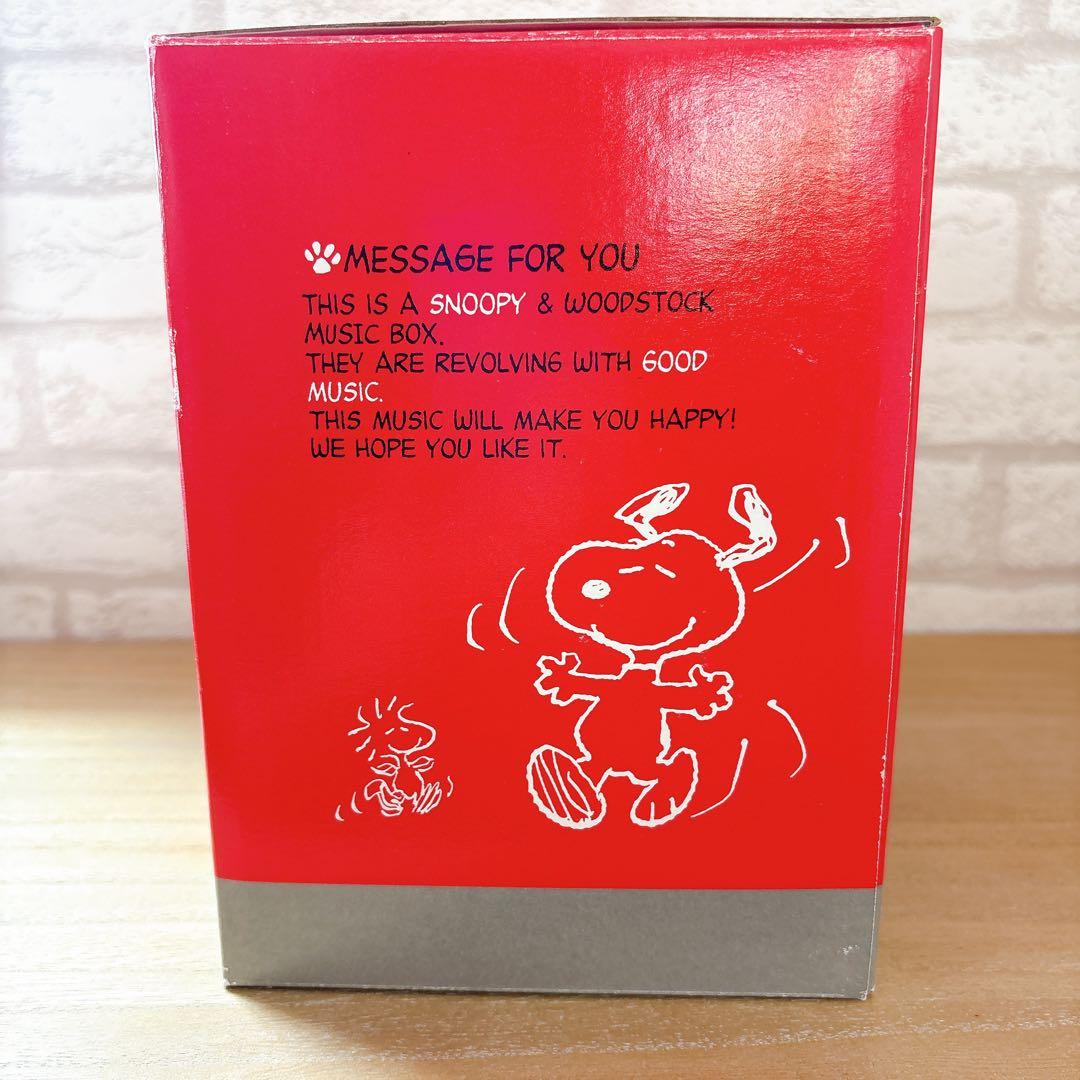 MESSAGE FOR YOU
THIS IS A SNOOPY & WOODSTOCK
MUSIC BOX.
THEY ARE REVOLVING WITH GOOD
MUSIC.
THIS MUSIC WILL MAKE YOU HAPPY!
WE HOPE YOU LIKE IT.